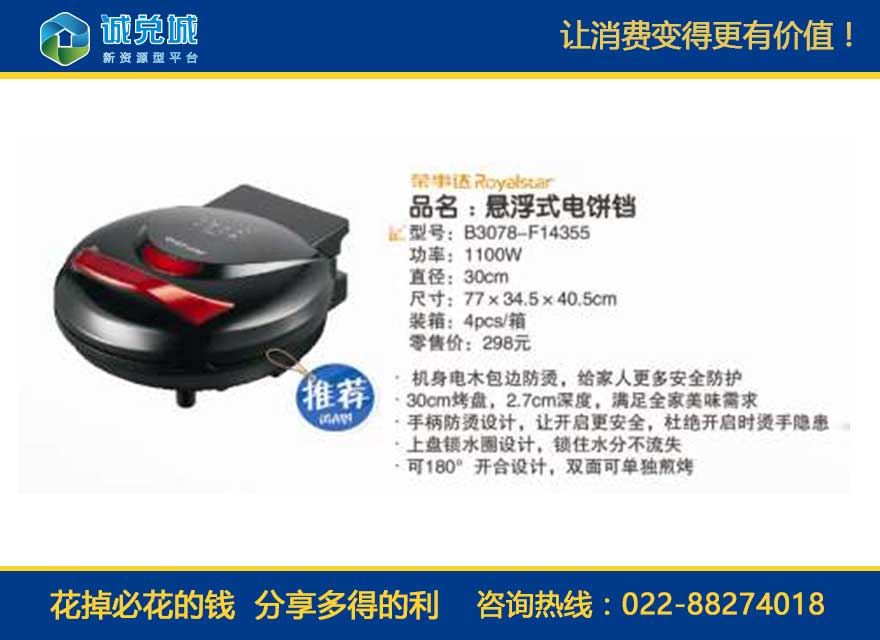 诚兑城
新资源型平台
让消费变得更有价值！
荣事达 Royalstar
品名：悬浮式电饼铛
型号：B3078-F14355
功率：1100W
直径：30cm
尺寸：77×34.5×40.5cm
装箱：4pcs/箱
零售价：298元
推荐
· 机身电木包边防烫，给家人更多安全防护
· 30cm烤盘，2.7cm深度，满足全家美味需求
· 手柄防烫设计，让开启更安全，杜绝开启时烫手隐患
· 上盘锁水圈设计，锁住水分不流失
· 可180° 开合设计，双面可单独煎烤
花掉必花的钱 分享多得的利 咨询热线：022-88274018